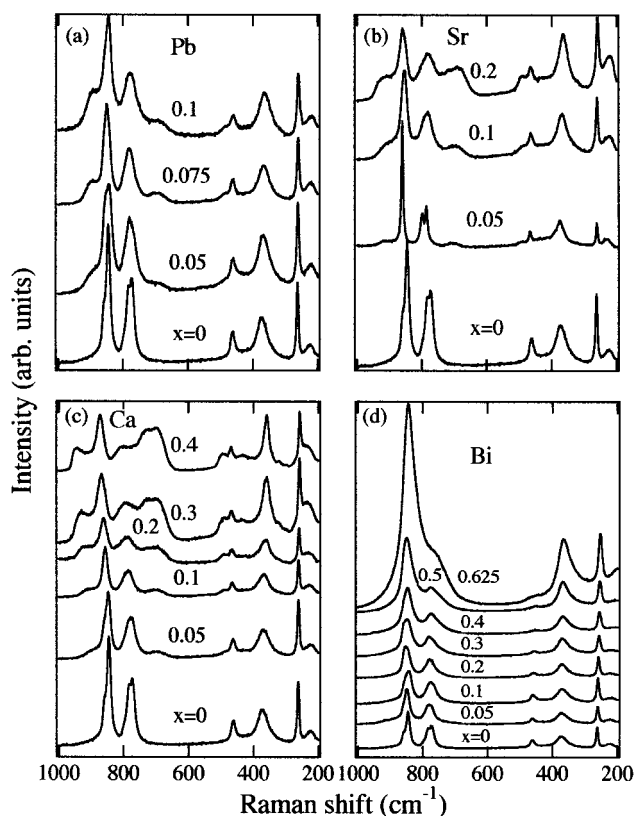 (a) Pb
0.1
0.075
0.05
x=0
(b) Sr
0.2
0.1
0.05
x=0
Intensity (arb. units)
(c) Ca
0.4
0.3
0.2
0.1
0.05
x=0
1000 800 600 400 200
(d) Bi
0.5 0.625
0.4
0.3
0.2
0.1
0.05
x=0
1000 800 600 400 200
Raman shift (cm⁻¹)